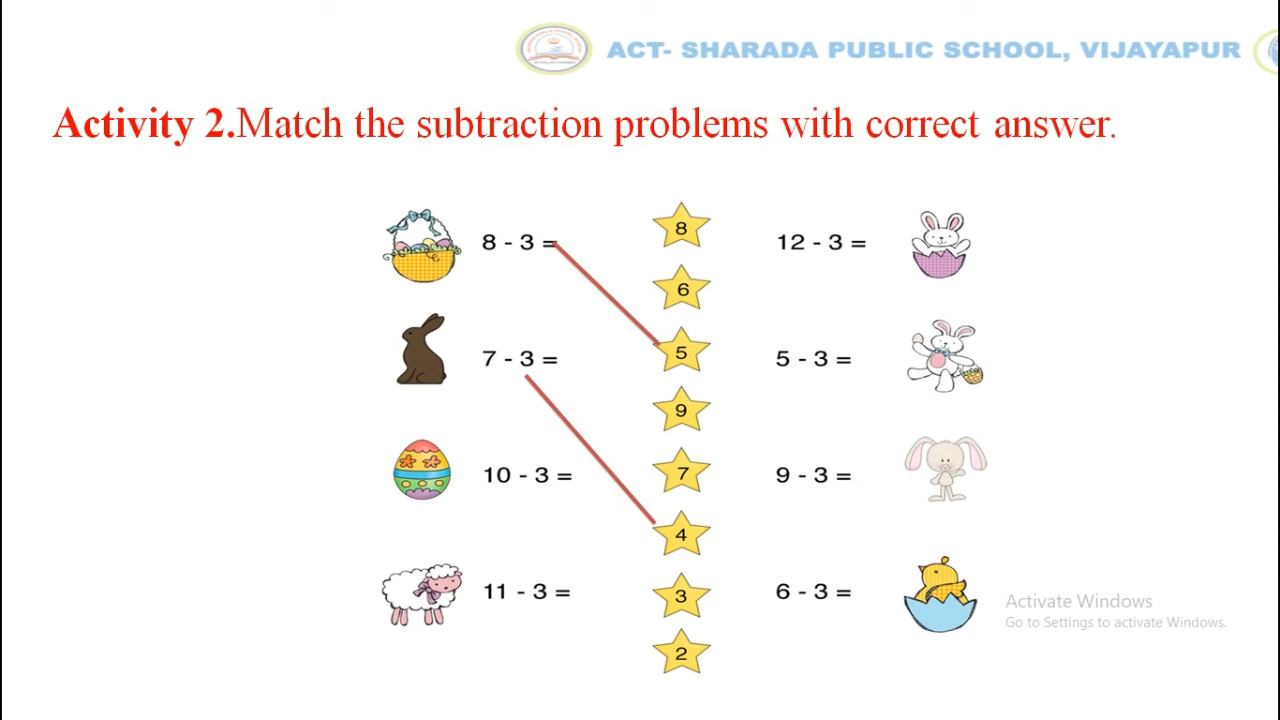 ACT- SHARADA PUBLIC SCHOOL, VIJAYAPUR
Activity 2.Match the subtraction problems with correct answer.
8 - 3 =
8
12 - 3 =
6
7 - 3 =
5
5 - 3 =
9
10 - 3 =
7
9 - 3 =
4
11 - 3 =
3
6 - 3 =
2
Activate Windows
Go to Settings to activate Windows.